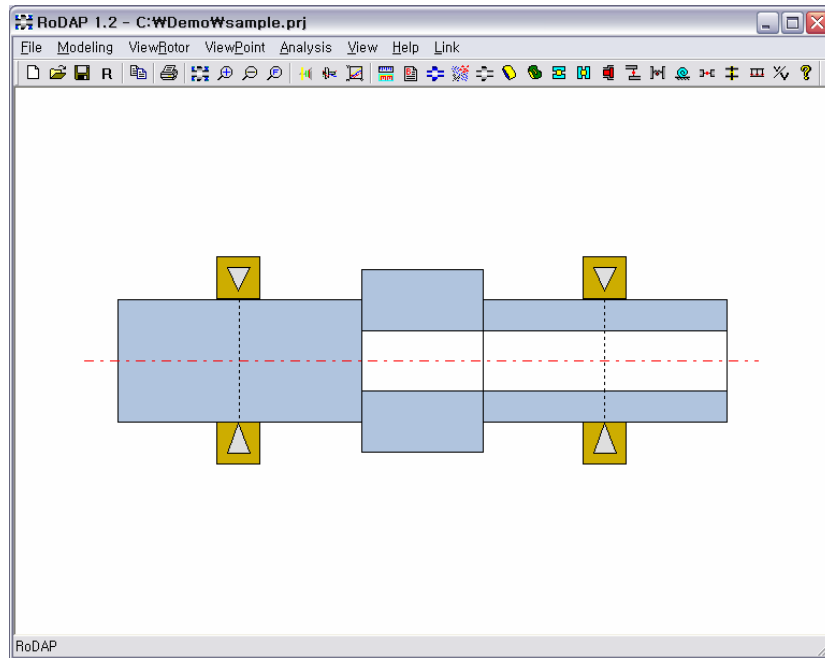 RoDAP 1.2 - C:₩Demo₩sample.prj
File Modeling ViewRotor ViewPoint Analysis View Help Link
R
RoDAP